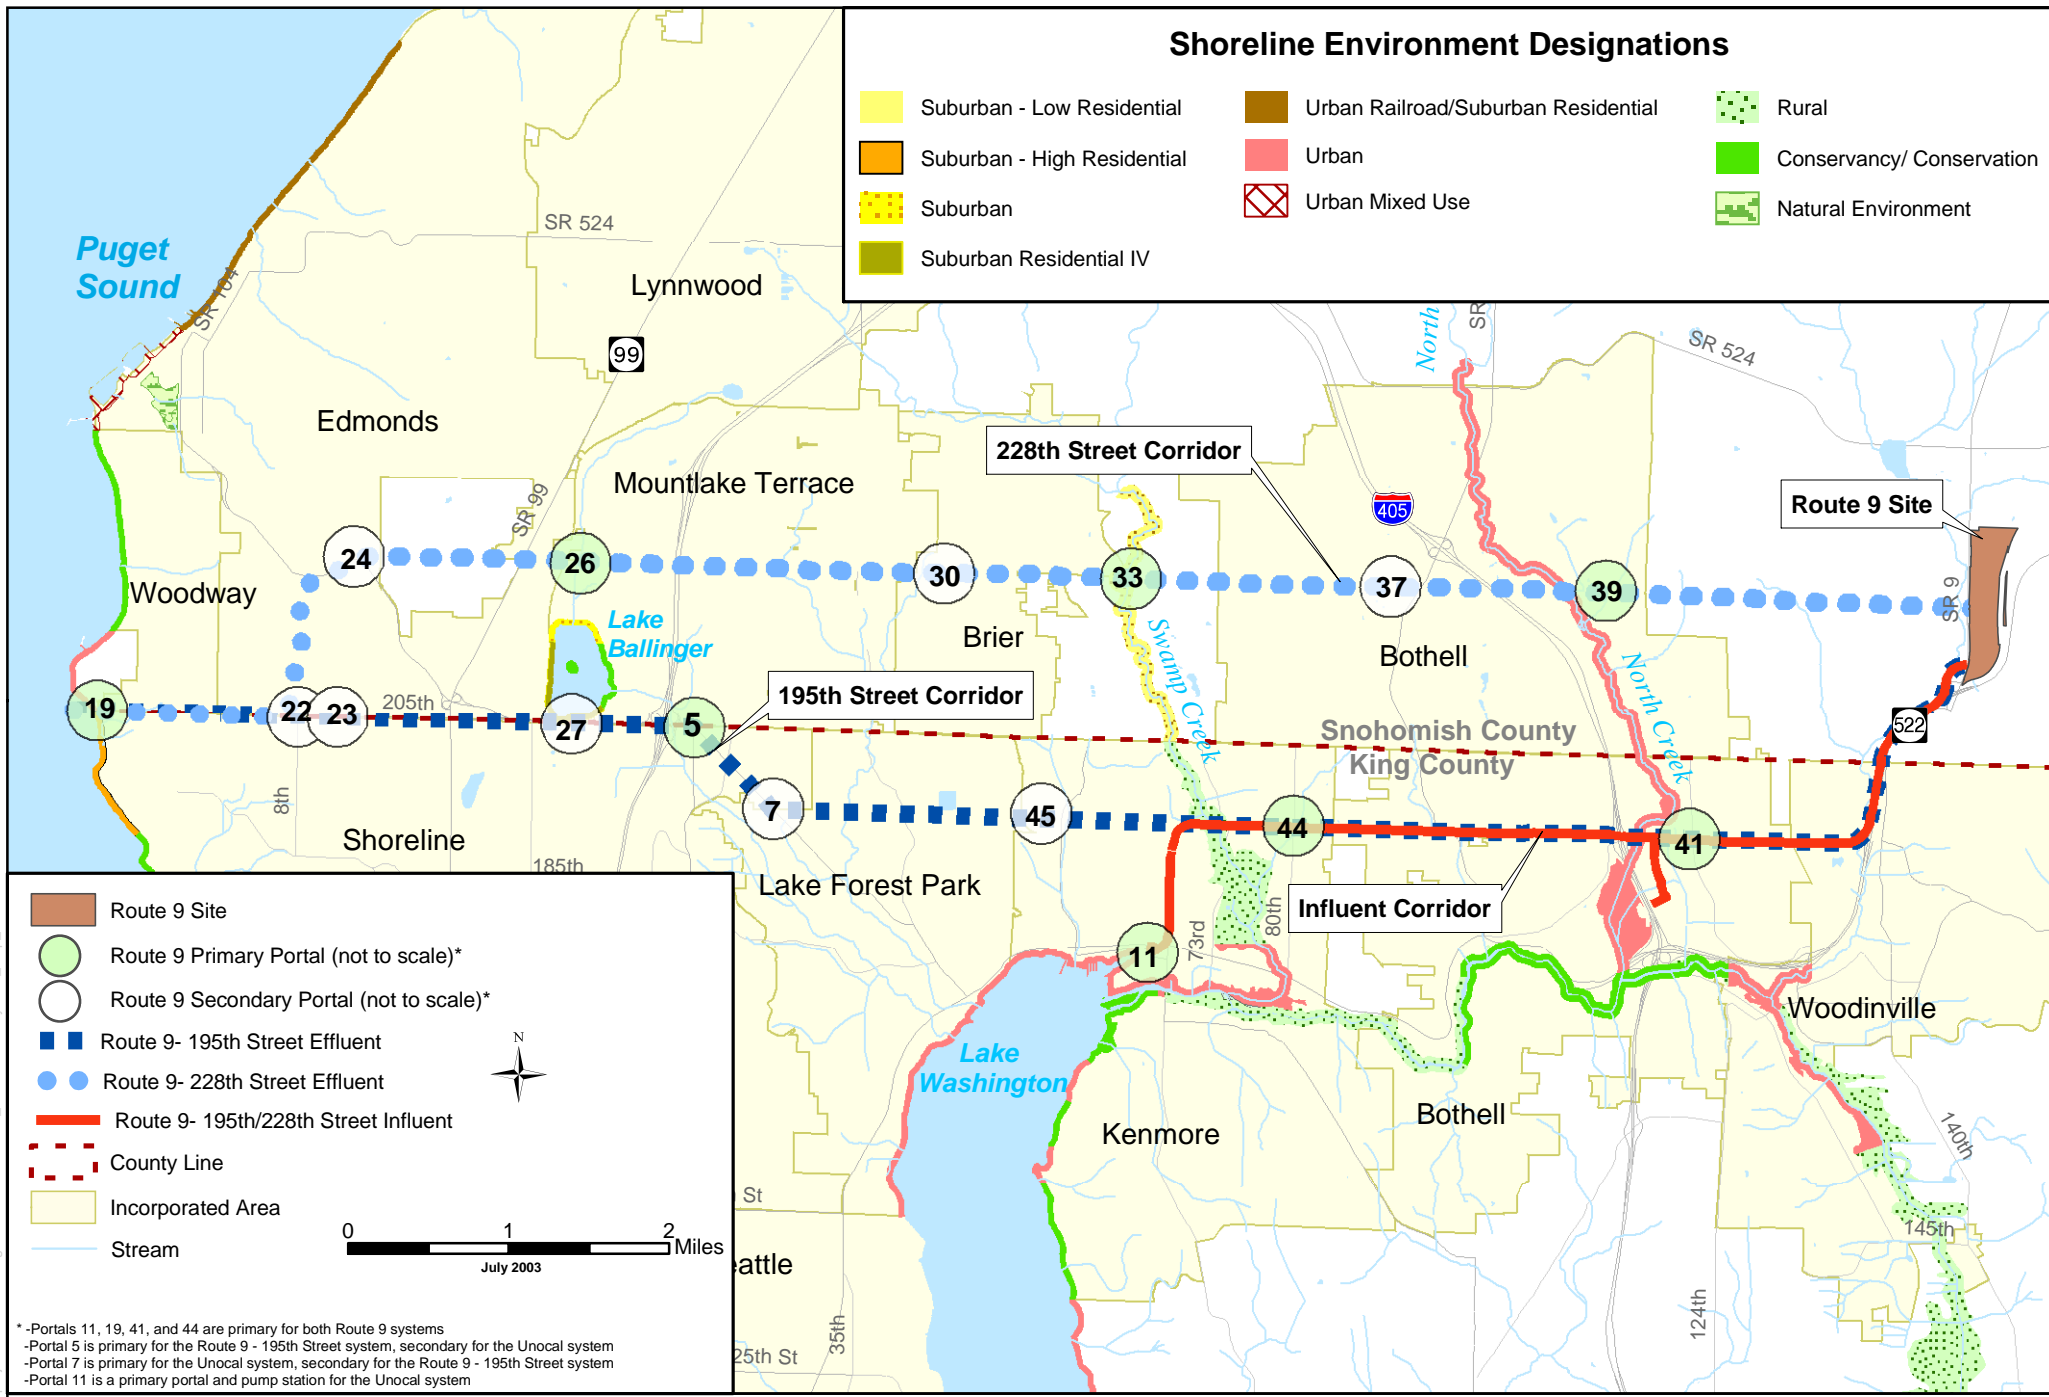 Shoreline Environment Designations
Suburban - Low Residential
Suburban - High Residential
Suburban
Suburban Residential IV
Urban Railroad/Suburban Residential
Urban
Urban Mixed Use
Rural
Conservancy/ Conservation
Natural Environment
Puget
Sound
SR 104
SR 524
Lynnwood
99
Edmonds
Mountlake Terrace
SR 99
228th Street Corridor
405
North
SR
SR 524
Route 9 Site
SR 9
24
26
30
33
37
39
Woodway
Lake
Ballinger
Brier
Swamp Creek
Bothell
North Creek
195th Street Corridor
19
22
23
205th
27
5
Snohomish County
King County
522
8th
7
45
44
41
Shoreline
185th
Lake Forest Park
Influent Corridor
73rd
80th
11
Woodinville
Lake
Washington
Kenmore
Bothell
140th
145th
124th
35th
St
eattle
25th St
Route 9 Site
Route 9 Primary Portal (not to scale)*
Route 9 Secondary Portal (not to scale)*
Route 9- 195th Street Effluent
Route 9- 228th Street Effluent
Route 9- 195th/228th Street Influent
County Line
Incorporated Area
Stream
N
0 1 2
Miles
July 2003
* -Portals 11, 19, 41, and 44 are primary for both Route 9 systems
-Portal 5 is primary for the Route 9 - 195th Street system, secondary for the Unocal system
-Portal 7 is primary for the Unocal system, secondary for the Route 9 - 195th Street system
-Portal 11 is a primary portal and pump station for the Unocal system